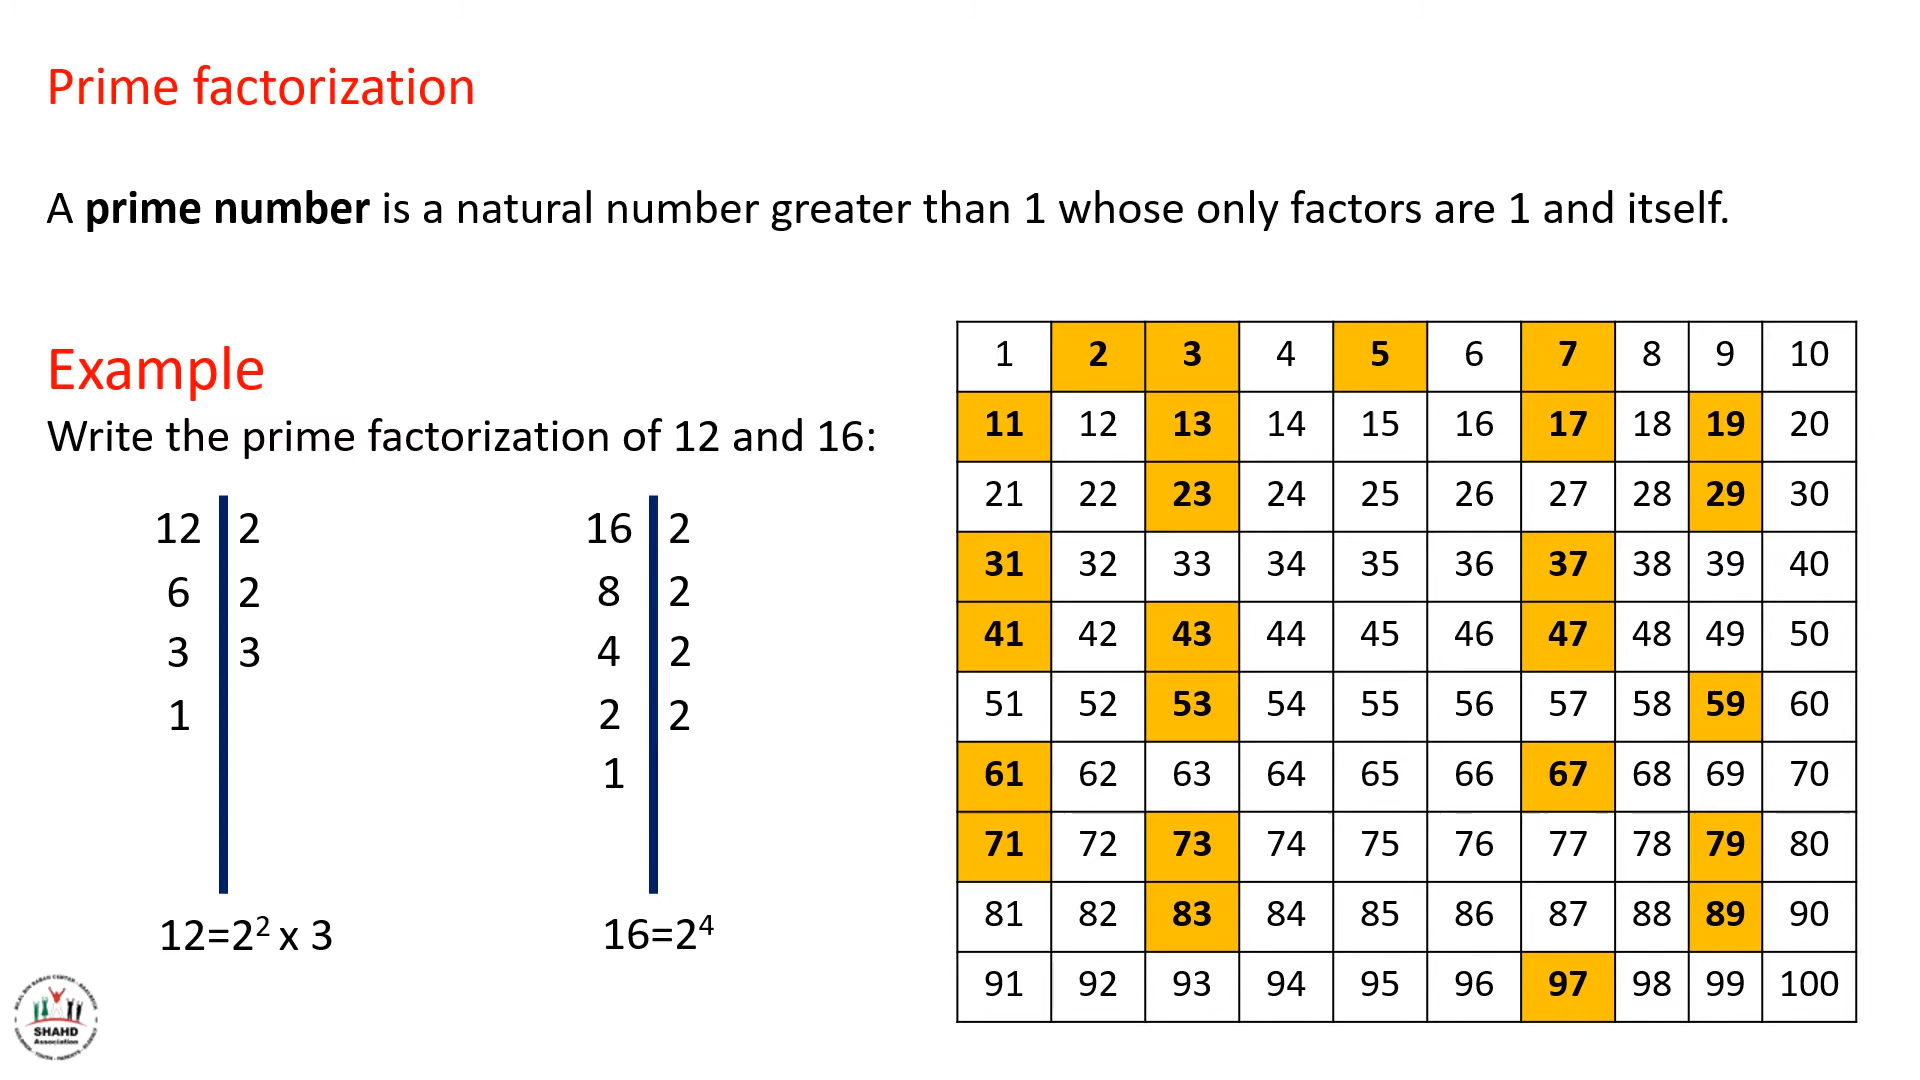 Prime factorization
A prime number is a natural number greater than 1 whose only factors are 1 and itself.
Example
Write the prime factorization of 12 and 16:
12 2
6 2
3 3
1
12=2² x 3
16 2
8 2
4 2
2 2
1
16=2⁴
1 2 3 4 5 6 7 8 9 10
11 12 13 14 15 16 17 18 19 20
21 22 23 24 25 26 27 28 29 30
31 32 33 34 35 36 37 38 39 40
41 42 43 44 45 46 47 48 49 50
51 52 53 54 55 56 57 58 59 60
61 62 63 64 65 66 67 68 69 70
71 72 73 74 75 76 77 78 79 80
81 82 83 84 85 86 87 88 89 90
91 92 93 94 95 96 97 98 99 100
SHAHD
Association